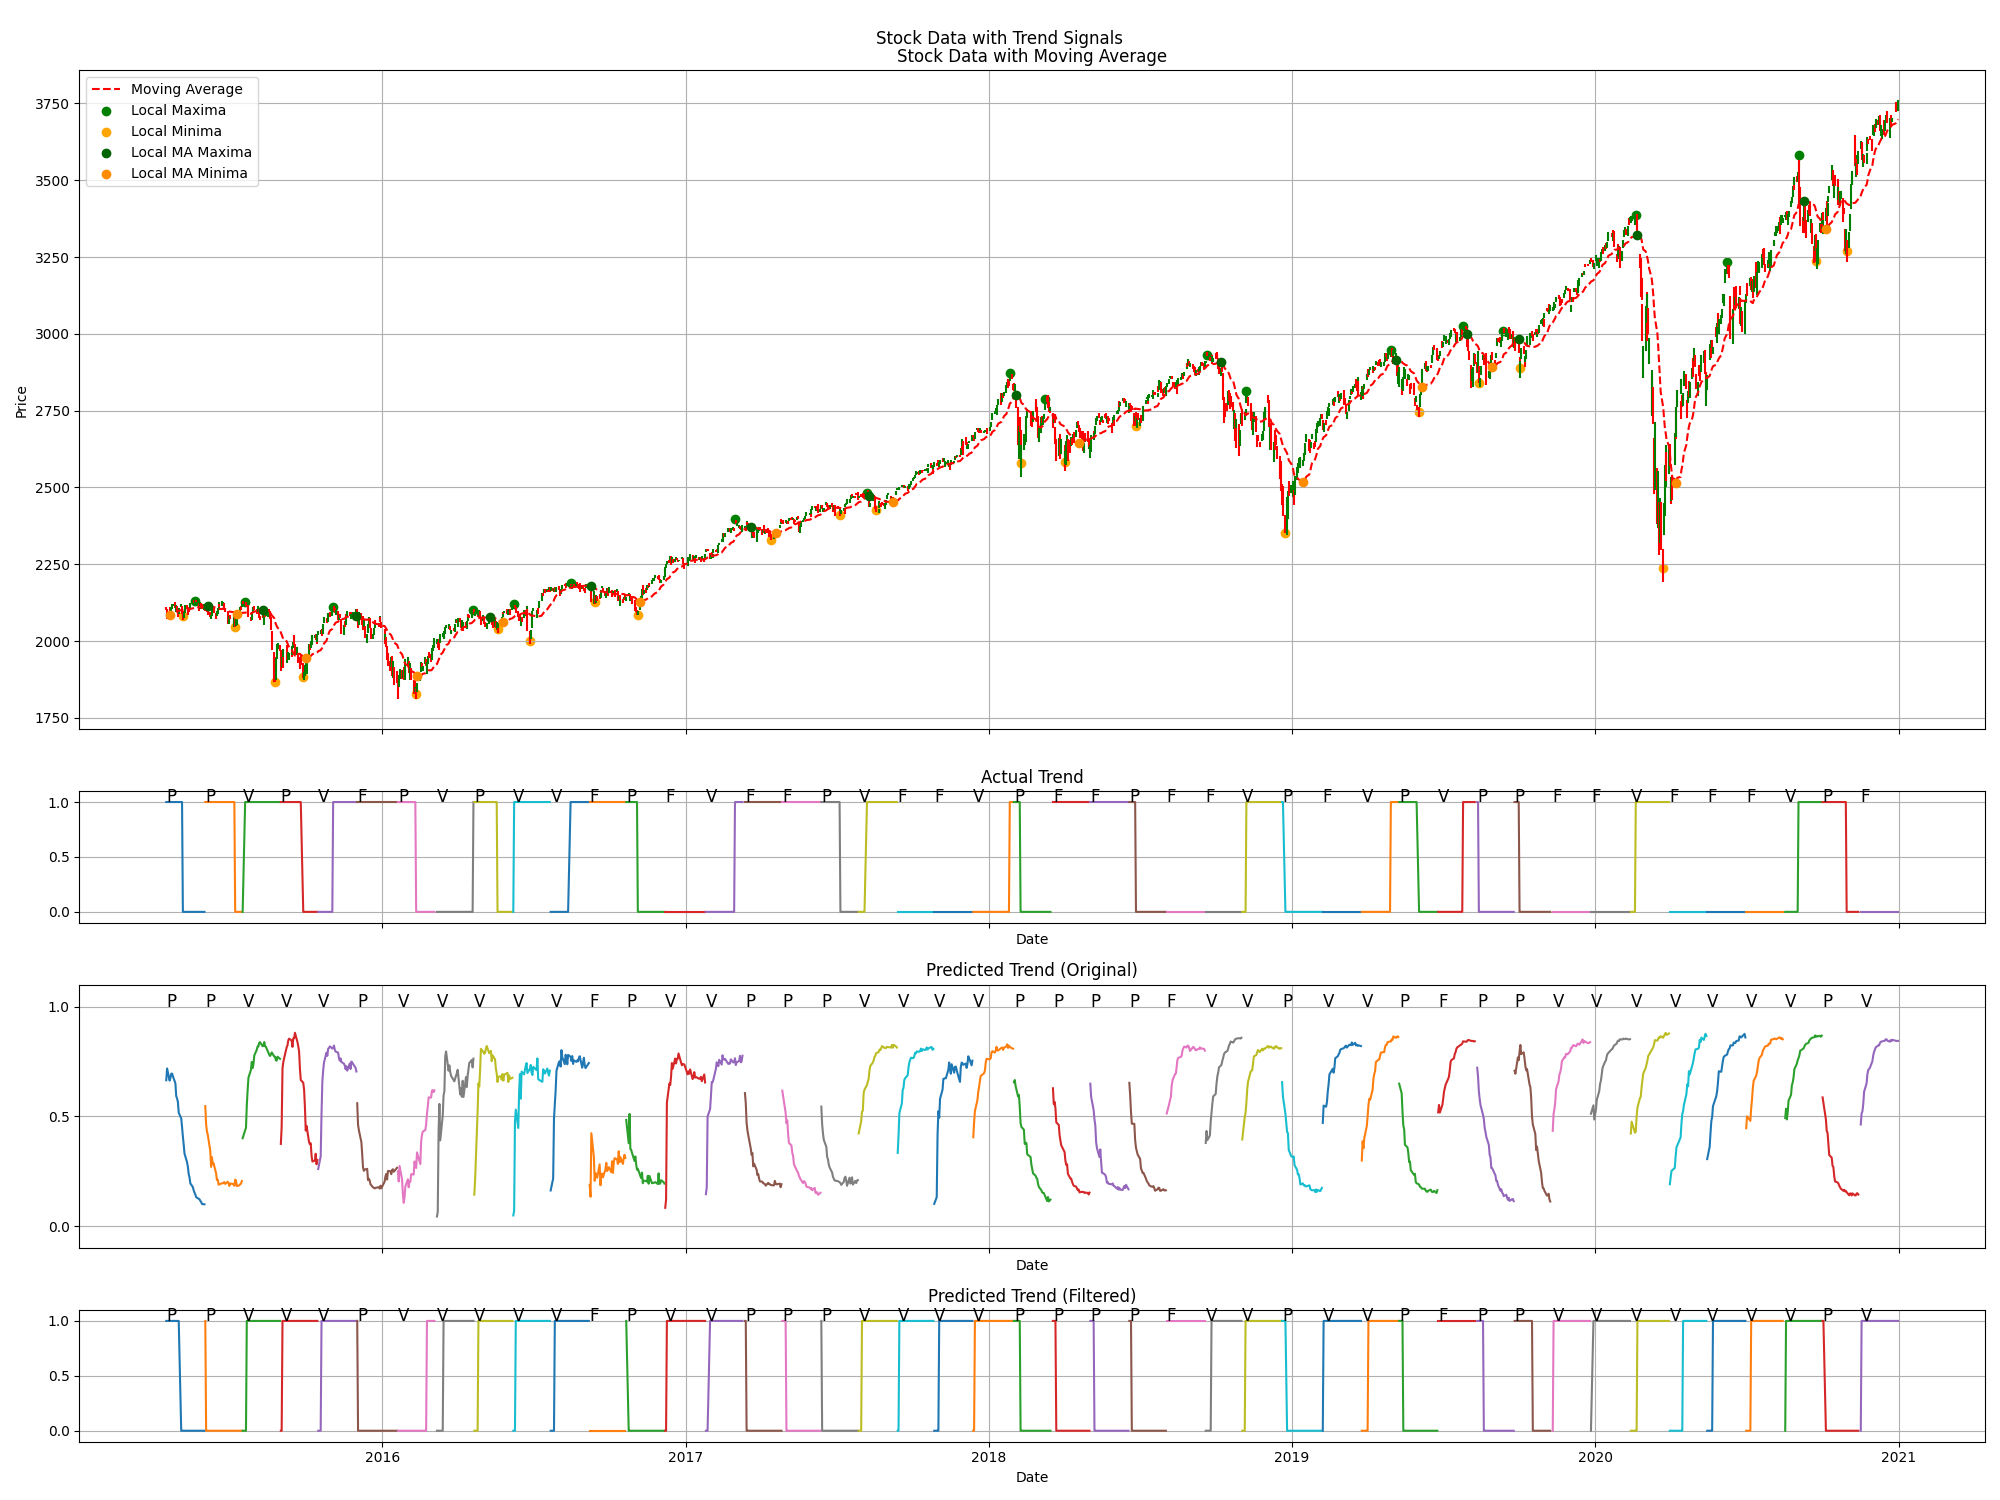 Stock Data with Trend Signals
Stock Data with Moving Average
Moving Average
Local Maxima
Local Minima
Local MA Maxima
Local MA Minima
Price
3750
3500
3250
3000
2750
2500
2250
2000
1750
Actual Trend
P P V P V F P V P V V F P F V F F P V F F V P F F P F F V P F V P V P P F F V F F F V P F
1.0
0.5
0.0
Date
Predicted Trend (Original)
P P V V V P V V V V V F P V V P P P V V V V P P P P F V V P V V P F P P V V V V V V V P V
1.0
0.5
0.0
Date
Predicted Trend (Filtered)
P P V V V P V V V V V F P V V P P P V V V V P P P P F V V P V V P F P P V V V V V V V P V
1.0
0.5
0.0
2016 2017 2018 2019 2020 2021
Date